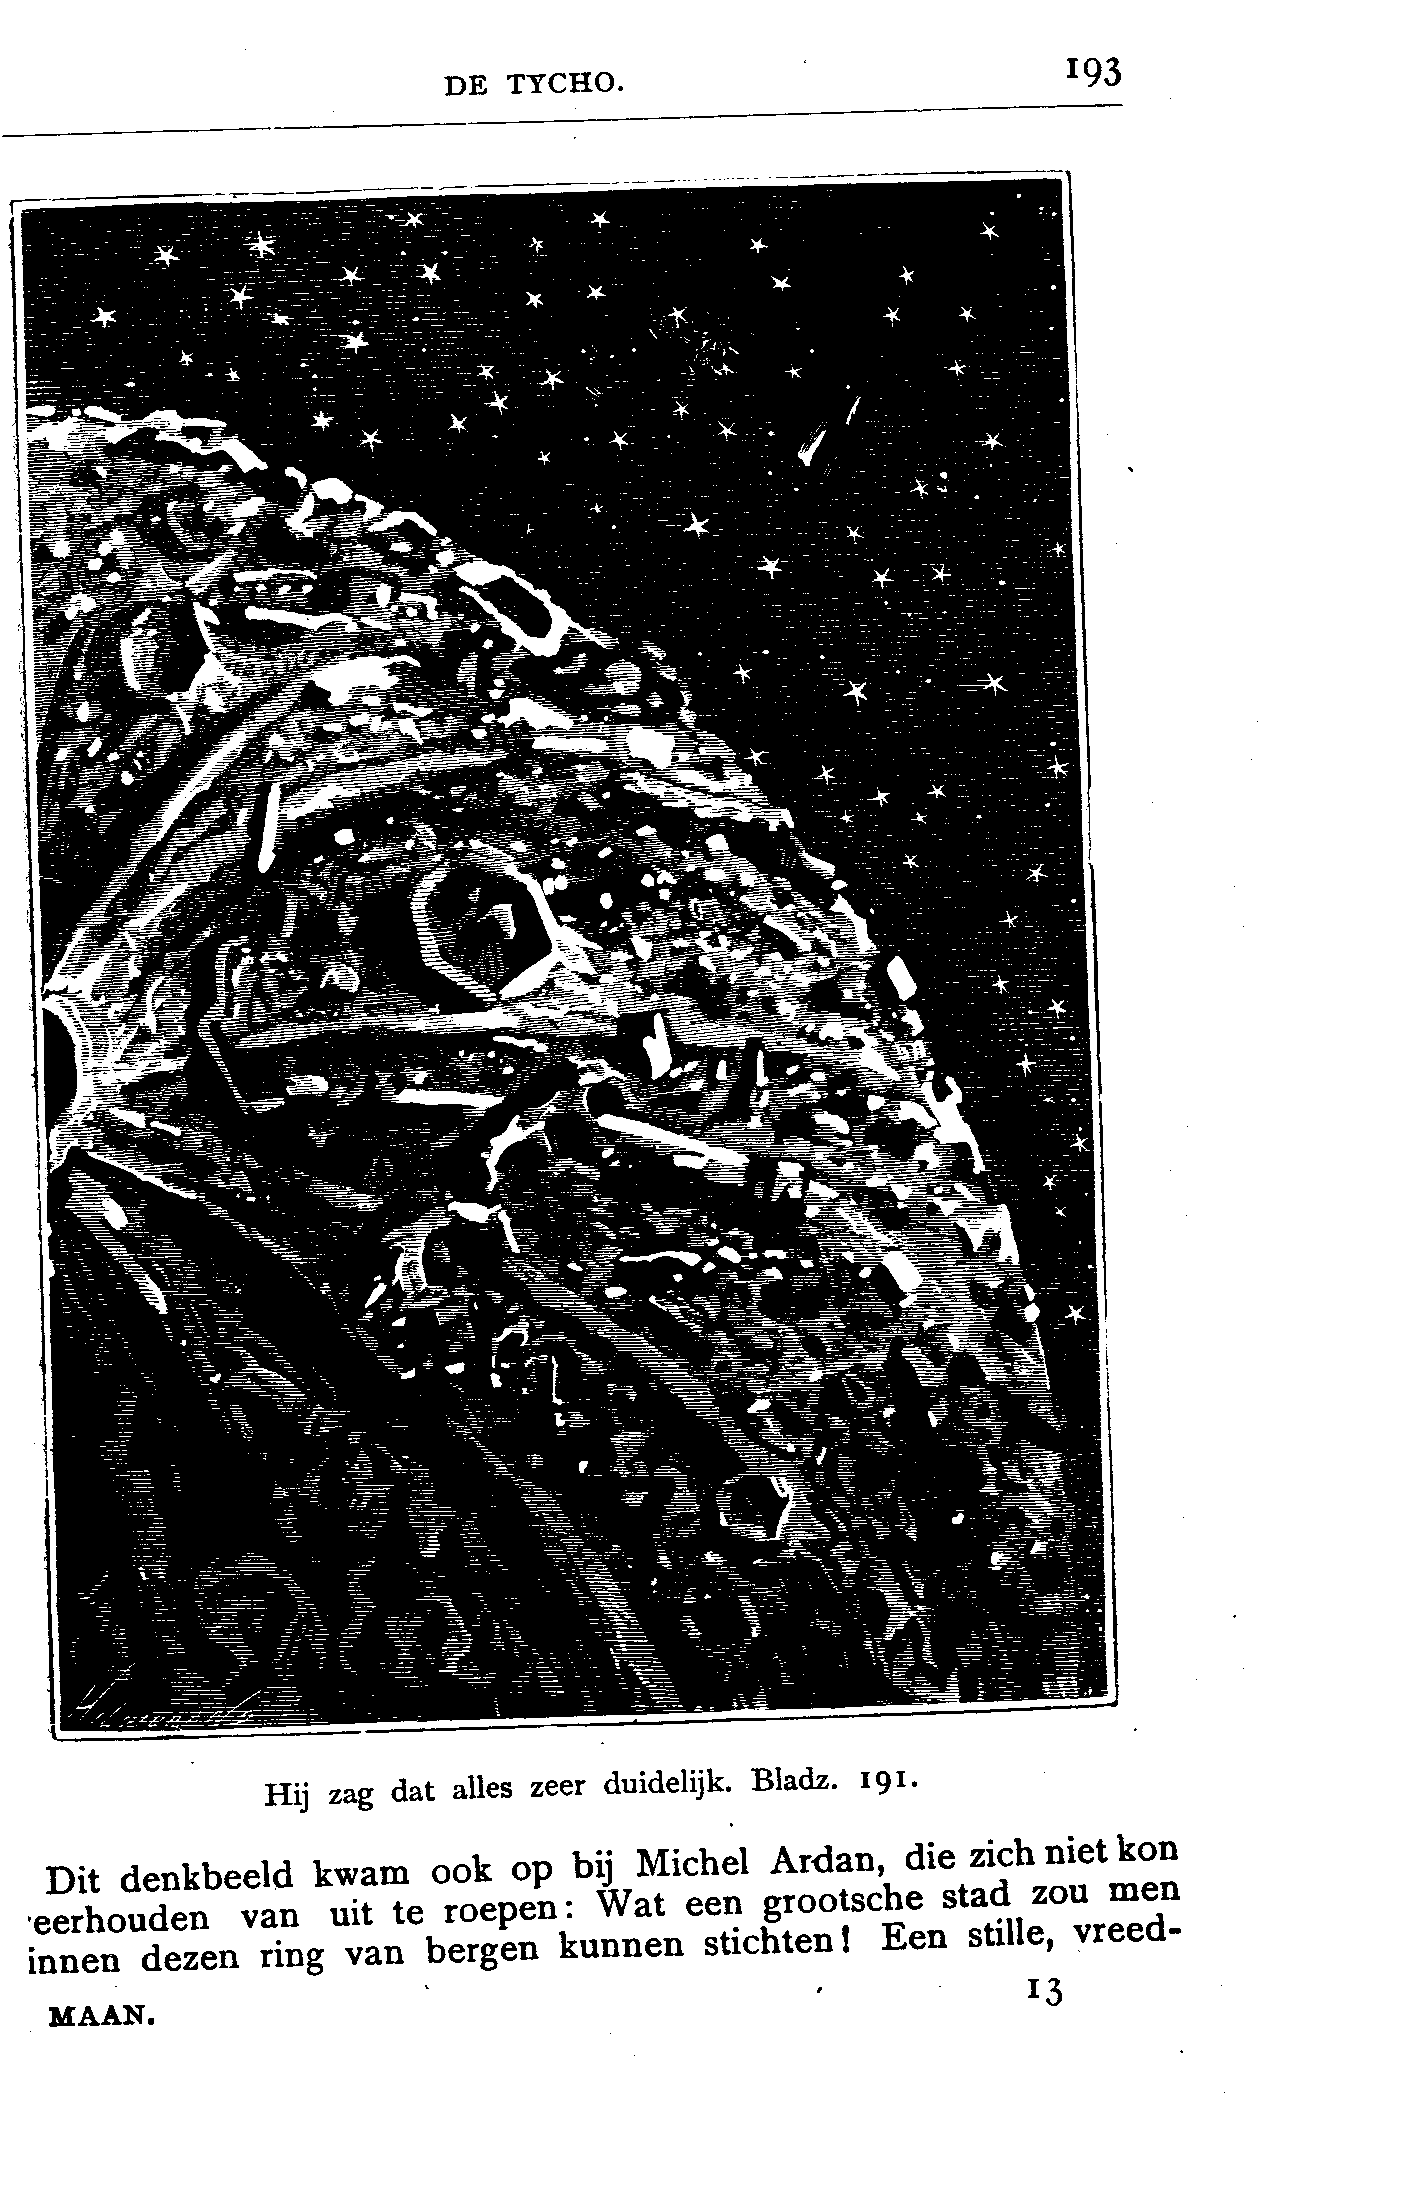 DE TYCHO. 193
Hij zag dat alles zeer duidelijk. Bladz. 191.
Dit denkbeeld kwam ook op bij Michel Ardan, die zich niet kon
eerhouden van uit te roepen: Wat een grootsche stad zou men
innen dezen ring van bergen kunnen stichten! Een stille, vreed-
MAAN. 13